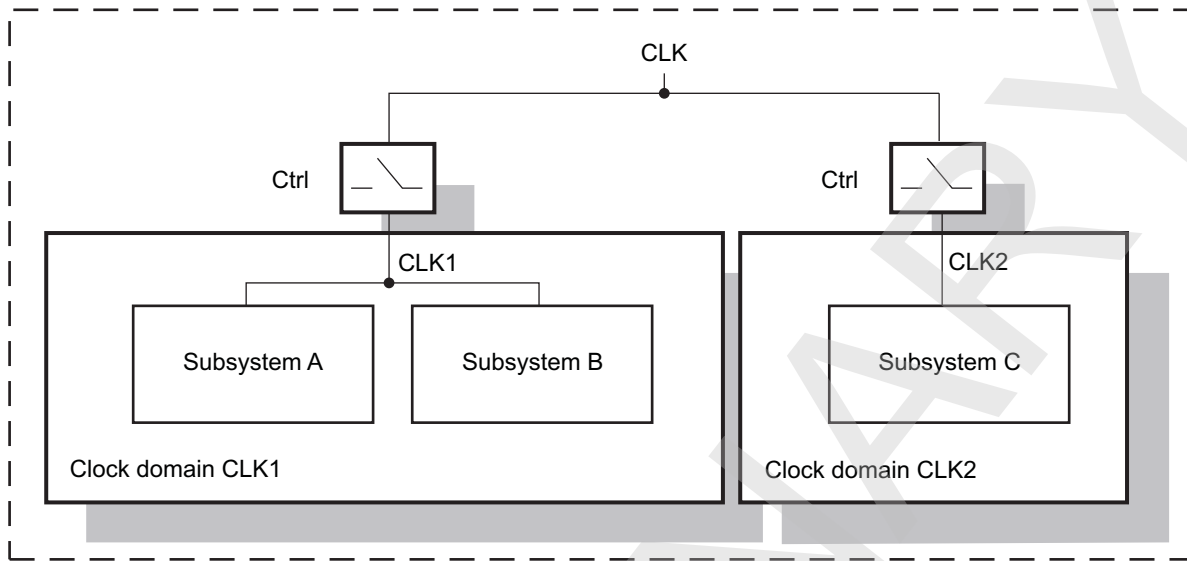 CLK
Ctrl
Ctrl
CLK1
CLK2
Subsystem A
Subsystem B
Subsystem C
Clock domain CLK1
Clock domain CLK2